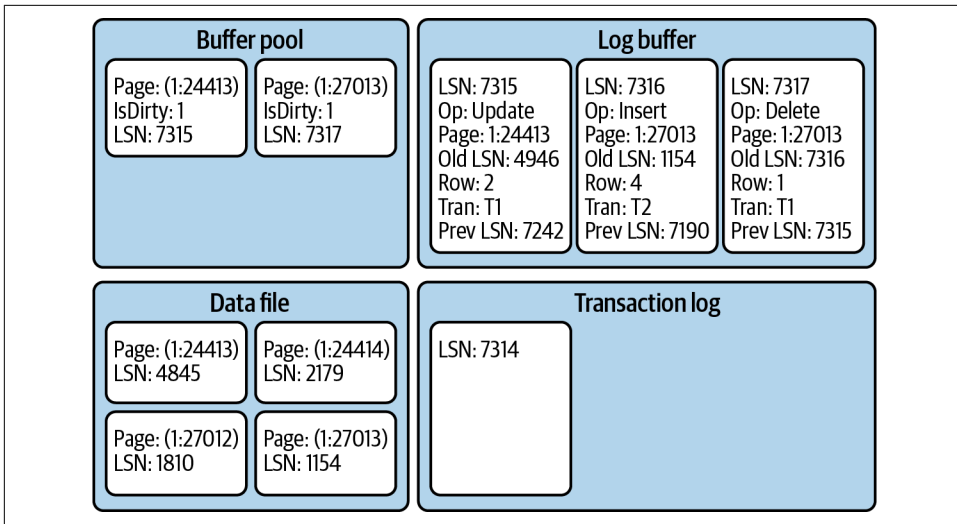 Buffer pool
Page: (1:24413)
IsDirty: 1
LSN: 7315
Page: (1:27013)
IsDirty: 1
LSN: 7317
Log buffer
LSN: 7315
Op: Update
Page: 1:24413
Old LSN: 4946
Row: 2
Tran: T1
Prev LSN: 7242
LSN: 7316
Op: Insert
Page: 1:27013
Old LSN: 1154
Row: 4
Tran: T2
Prev LSN: 7190
LSN: 7317
Op: Delete
Page: 1:27013
Old LSN: 7316
Row: 1
Tran: T1
Prev LSN: 7315
Data file
Page: (1:24413)
LSN: 4845
Page: (1:24414)
LSN: 2179
Page: (1:27012)
LSN: 1810
Page: (1:27013)
LSN: 1154
Transaction log
LSN: 7314